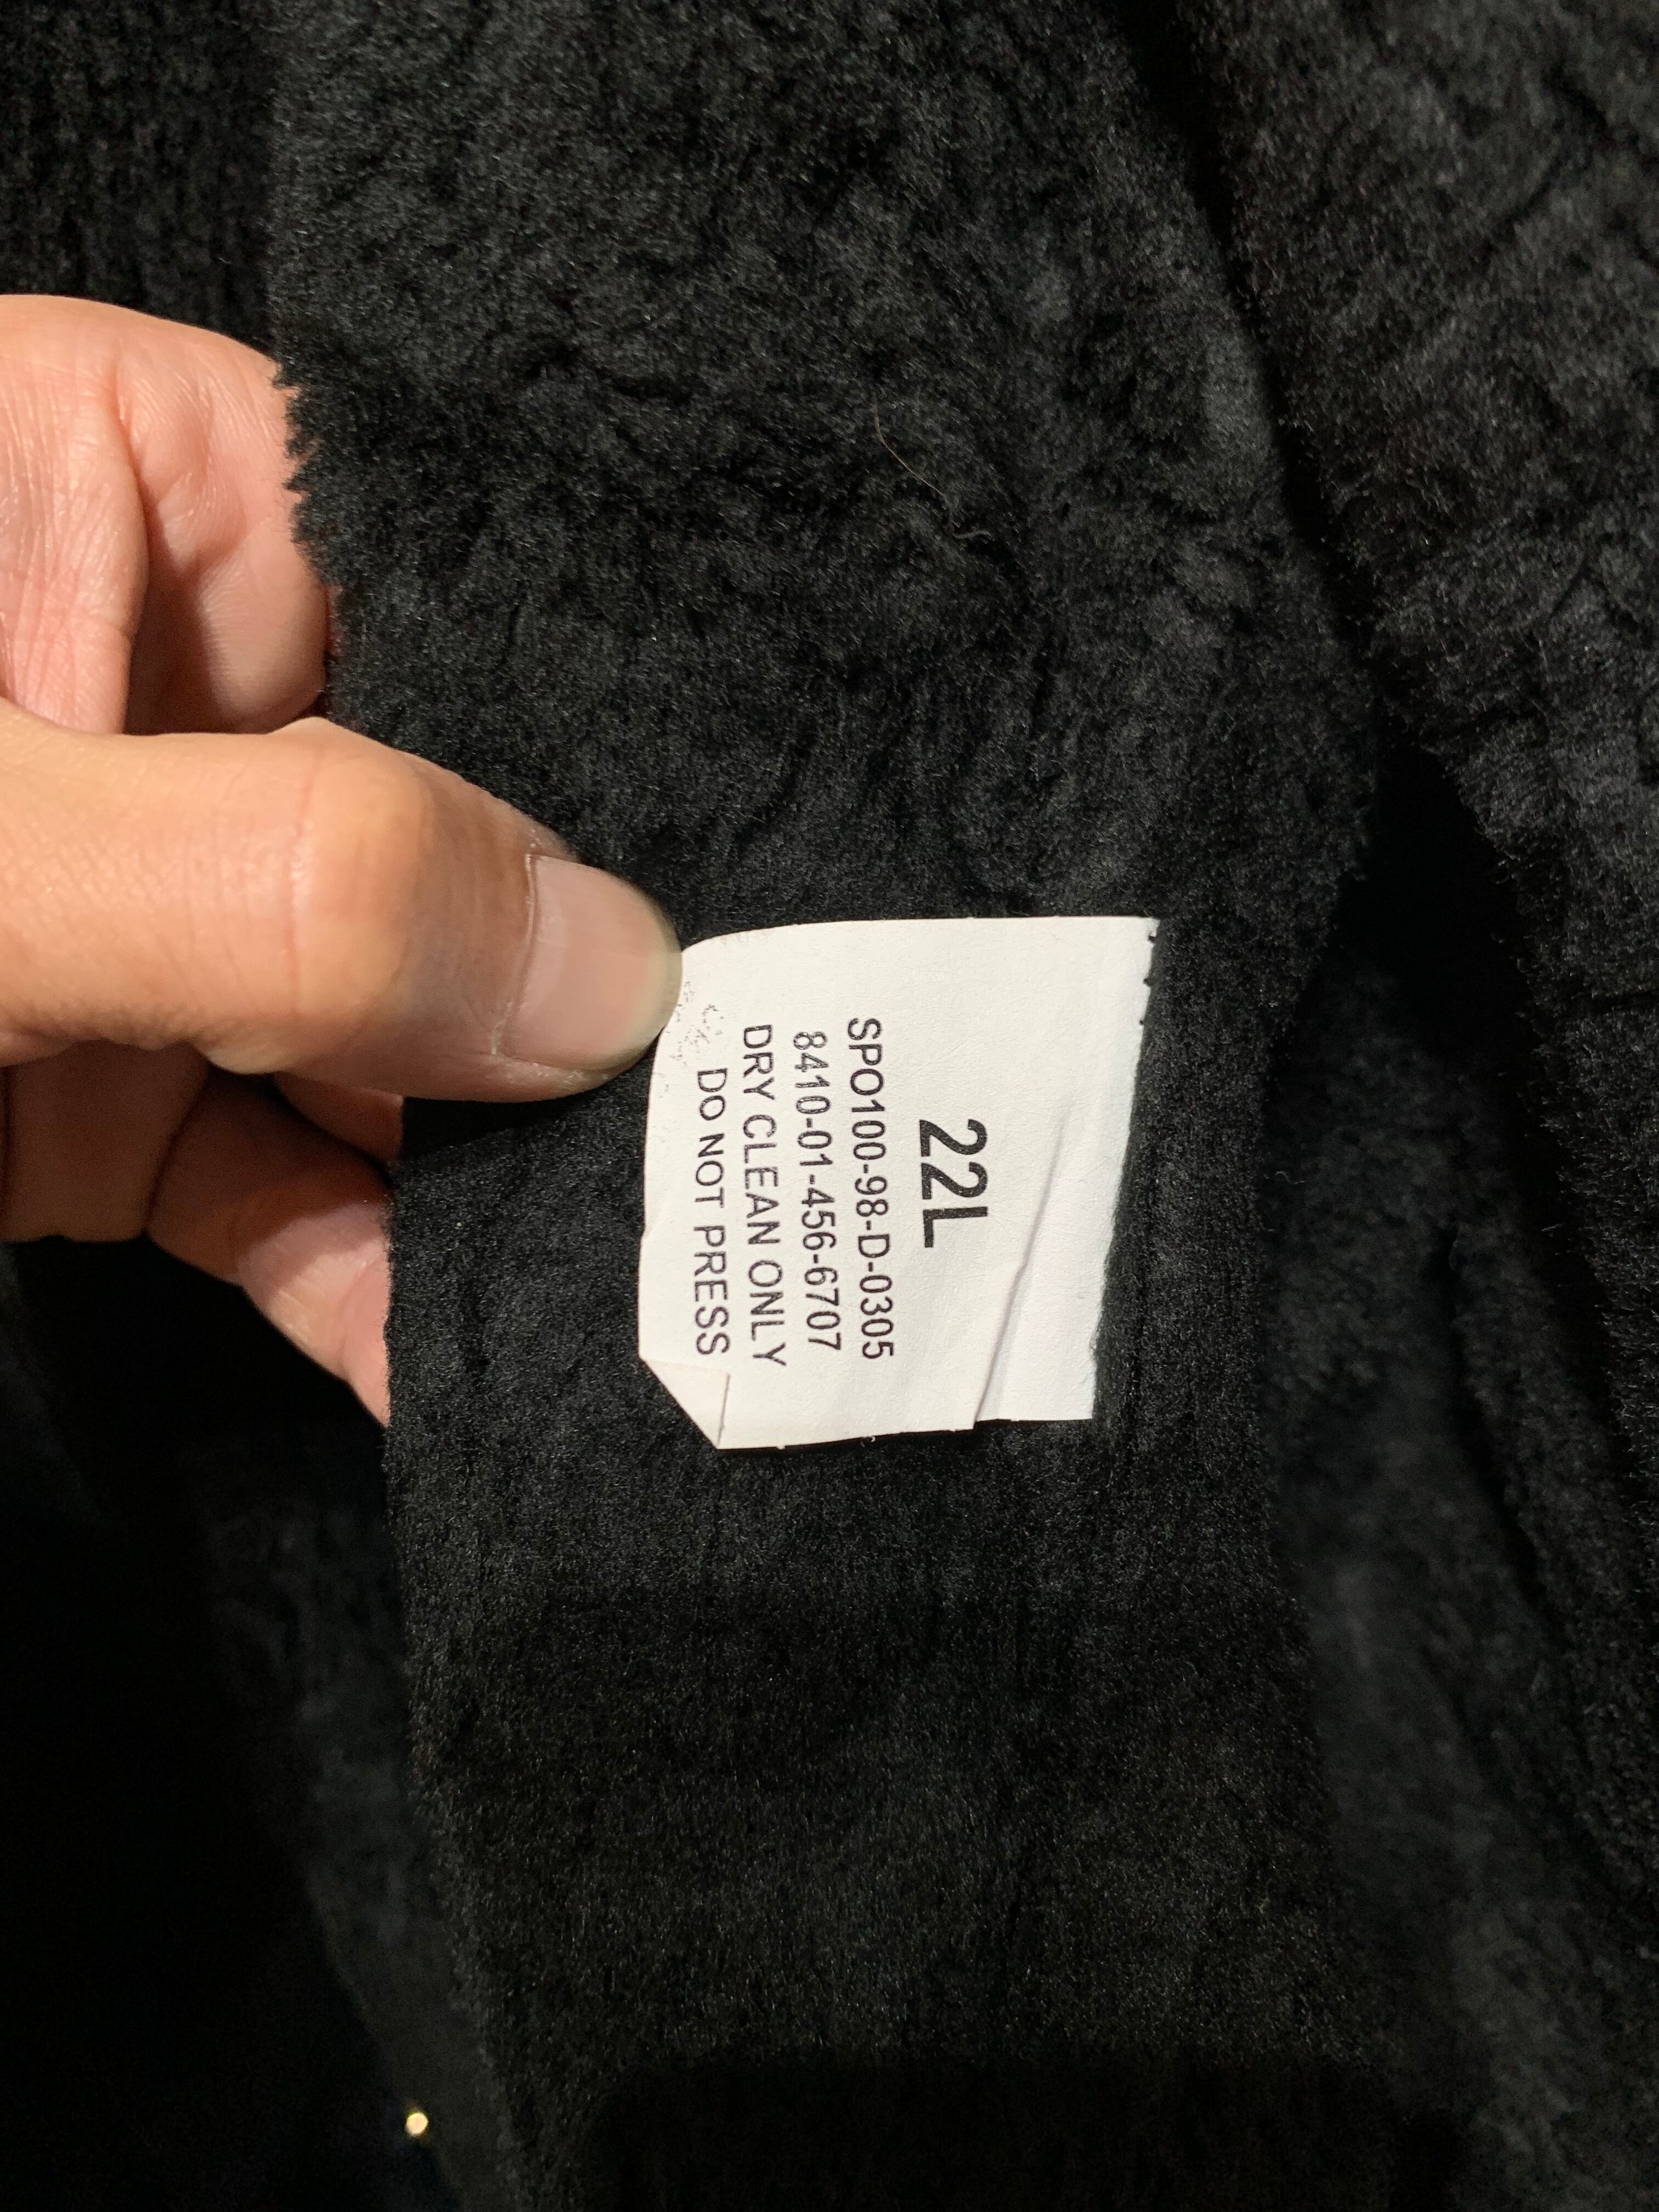 22L
SPO100-98-D-0305
8410-01-456-6707
DRY CLEAN ONLY
DO NOT PRESS